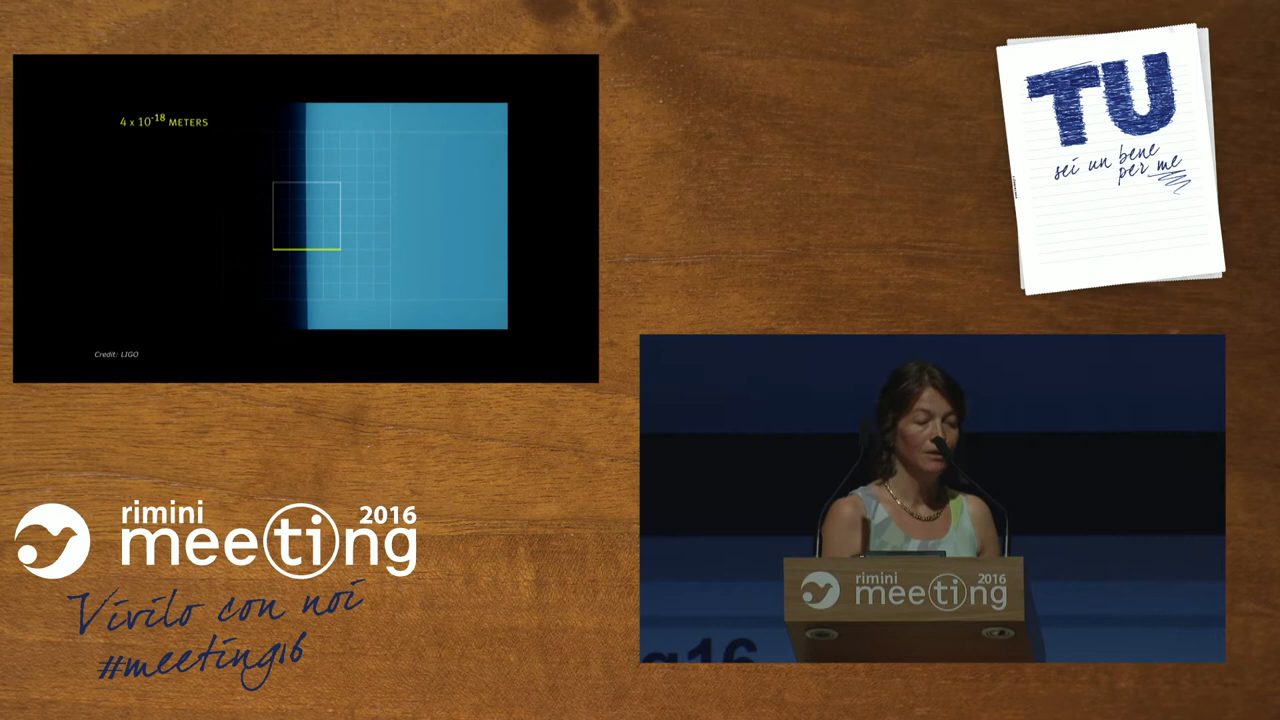 4 x 10-18 METERS
Credit: LIGO
TU
sei un bene
per me
rimini
2016
meeting
Vivilo con noi
#meeting16
rimini
2016
meeting
g16